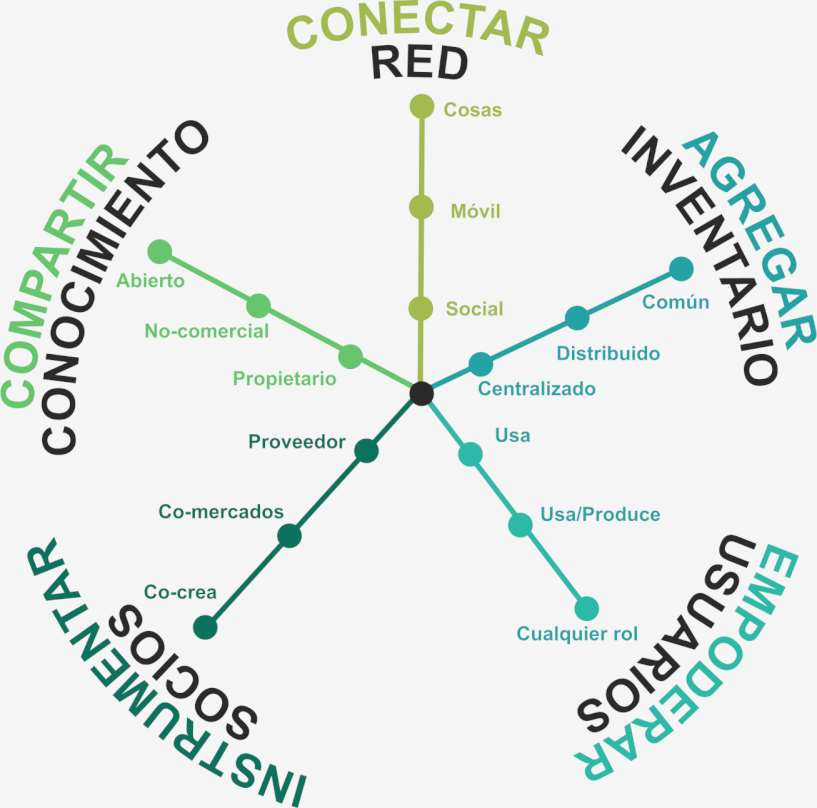 CONECTAR
RED
Cosas
Móvil
Social
AGREGAR
INVENTARIO
Común
Distribuido
Centralizado
Usa
Usa/Produce
Cualquier rol
EMPODERAR
USUARIOS
Proveedor
Co-mercados
Co-crea
INSTRUMENTAR
SOCIOS
COMPARTIR
CONOCIMIENTO
Abierto
No-comercial
Propietario